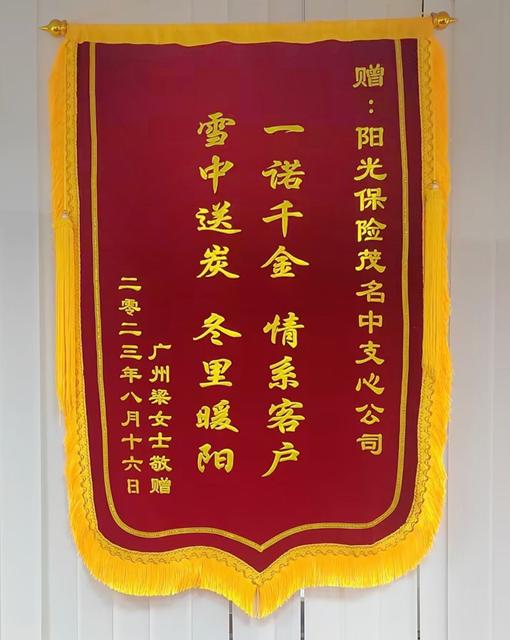 赠：阳光保险茂名中支心公司
一诺千金 情系客户
雪中送炭 冬里暖阳
广州梁女士敬赠
二零二三年八月十六日